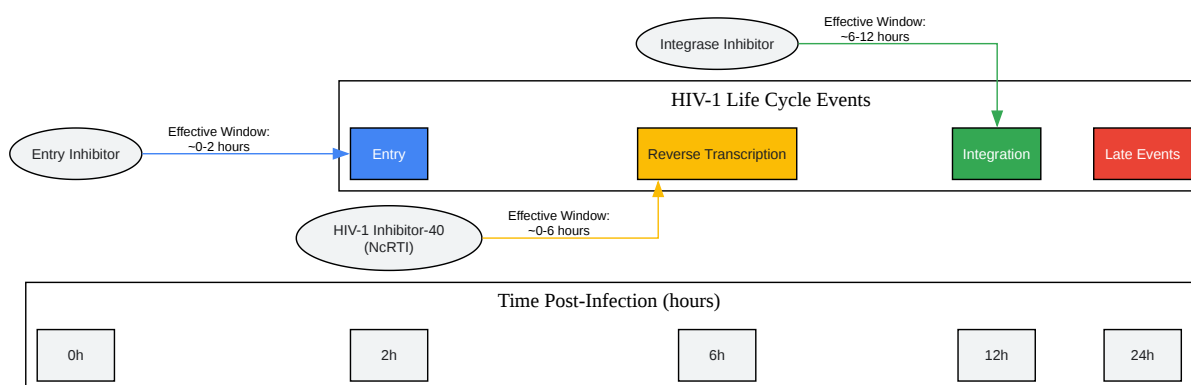 Effective Window:
~6-12 hours
Integrase Inhibitor
HIV-1 Life Cycle Events
Effective Window:
~0-2 hours
Entry Inhibitor
Entry
Reverse Transcription
Integration
Late Events
Effective Window:
~0-6 hours
HIV-1 Inhibitor-40
(NcRTI)
Time Post-Infection (hours)
0h
2h
6h
12h
24h